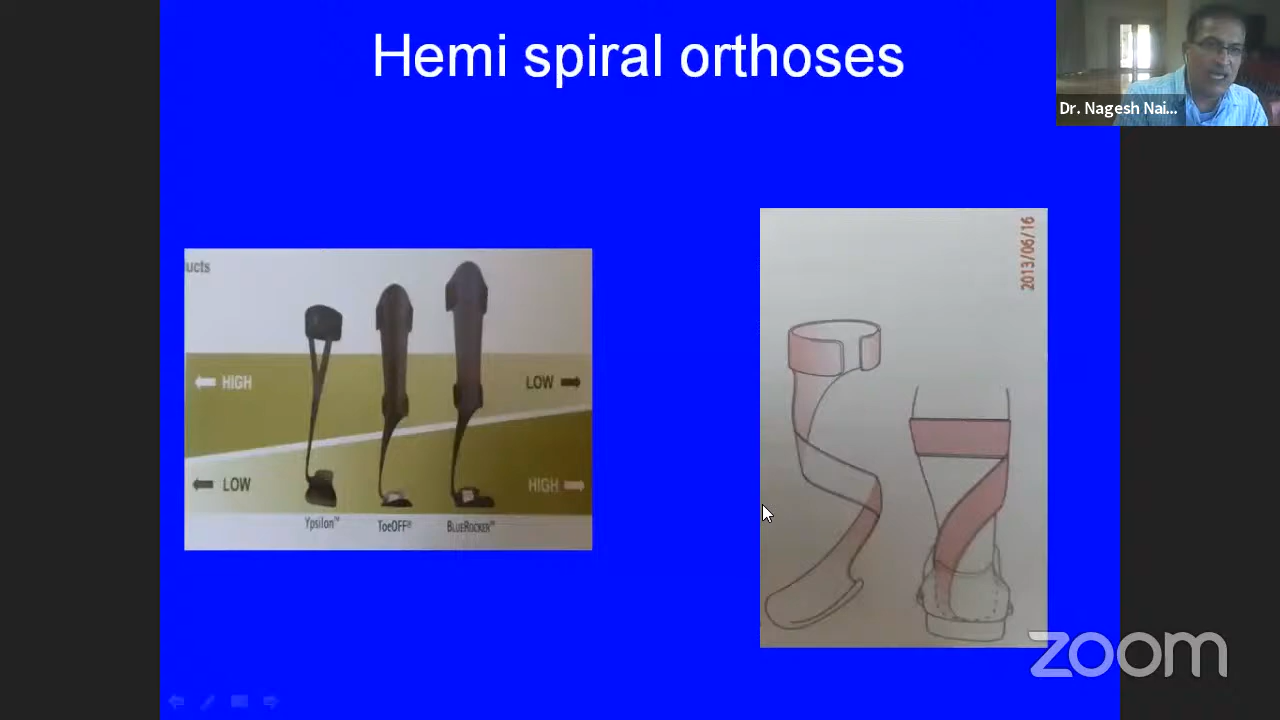 Hemi spiral orthoses
Dr. Nagesh Nai...
ucts
HIGH
LOW
LOW
HIGH
Ypsilon™
ToeOFF®
BLUEROCKER™
2013/06/16
zoom